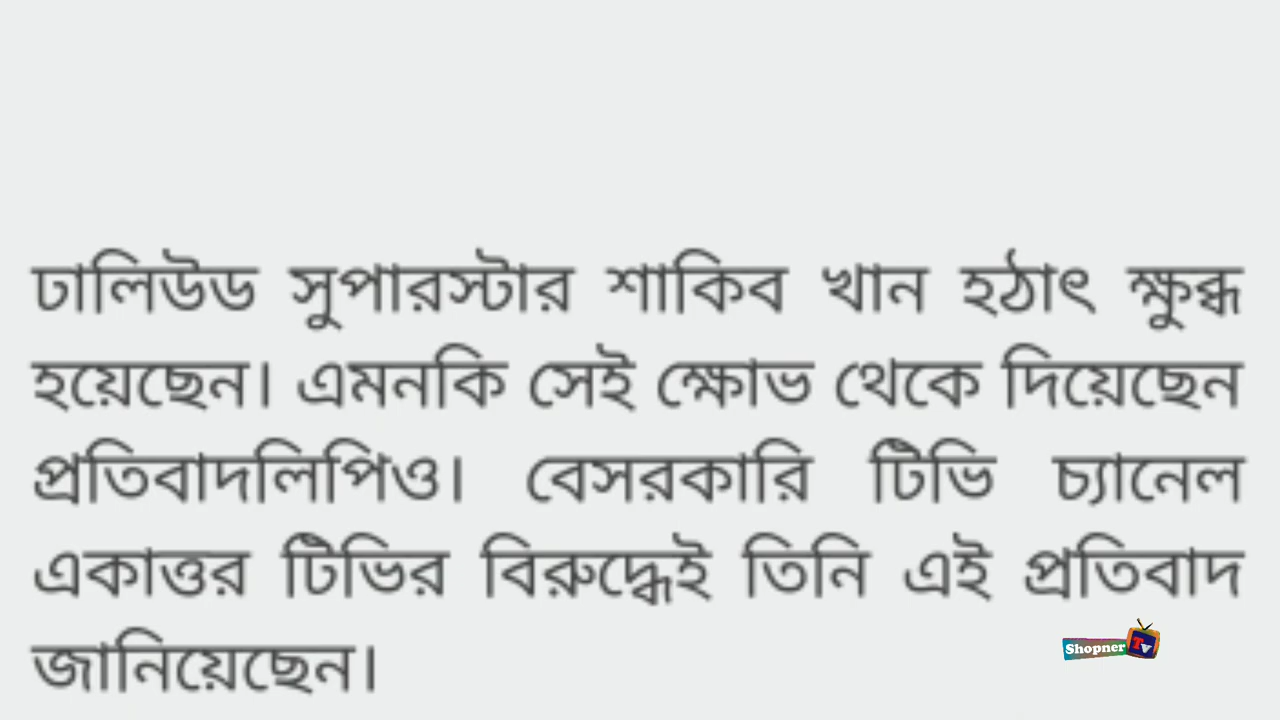 ঢালিউড সুপারস্টার শাকিব খান হঠাৎ ক্ষুব্ধ
হয়েছেন। এমনকি সেই ক্ষোভ থেকে দিয়েছেন
প্রতিবাদলিপিও। বেসরকারি টিভি চ্যানেল
একাত্তর টিভির বিরুদ্ধেই তিনি এই প্রতিবাদ
জানিয়েছেন।
Shopner Tv